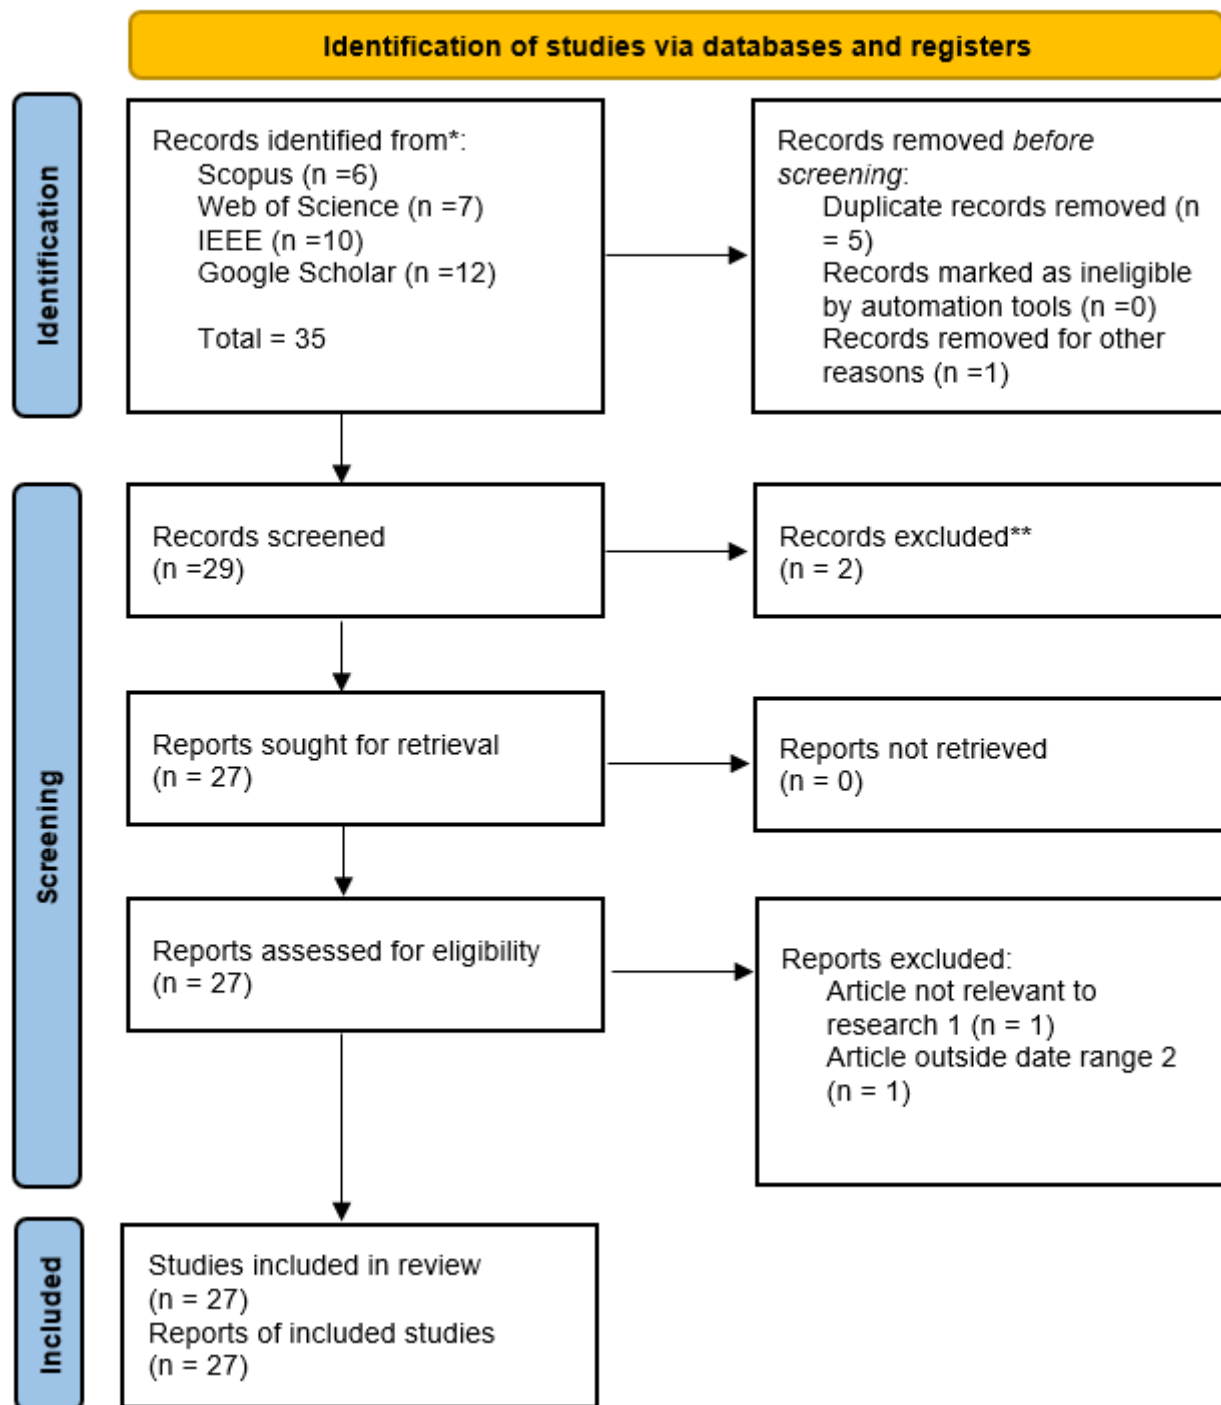 Identification of studies via databases and registers
Identification
Records identified from*:
Scopus (n =6)
Web of Science (n =7)
IEEE (n =10)
Google Scholar (n =12)
Total = 35
Records removed before
screening:
Duplicate records removed (n
= 5)
Records marked as ineligible
by automation tools (n =0)
Records removed for other
reasons (n =1)
Screening
Records screened
(n =29)
Records excluded**
(n = 2)
Reports sought for retrieval
(n = 27)
Reports not retrieved
(n = 0)
Reports assessed for eligibility
(n = 27)
Reports excluded:
Article not relevant to
research 1 (n = 1)
Article outside date range 2
(n = 1)
Included
Studies included in review
(n = 27)
Reports of included studies
(n = 27)